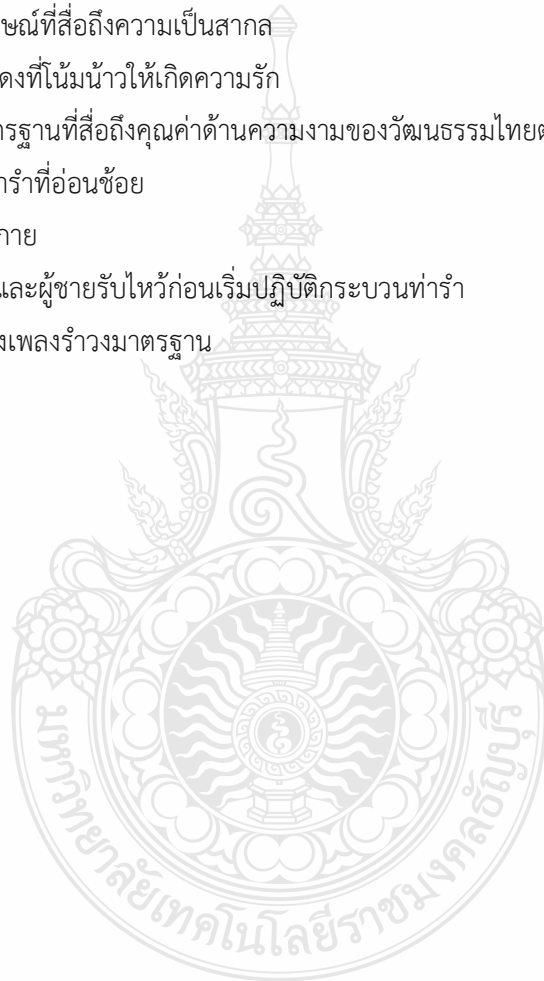 ษณ์ที่สื่อถึงความเป็นสากล
ดงที่โน้มน้าวให้เกิดความรัก
ตรฐานที่สื่อถึงคุณค่าด้านความงามของวัฒนธรรมไทยต
ารำที่อ่อนช้อย
กาย
และผู้ชายรับไหว้ก่อนเริ่มปฏิบัติกระบวนท่ารำ
งเพลงรำวงมาตรฐาน
มหาวิทยาลัยเทคโนโลยีราชมงคลธัญบุรี